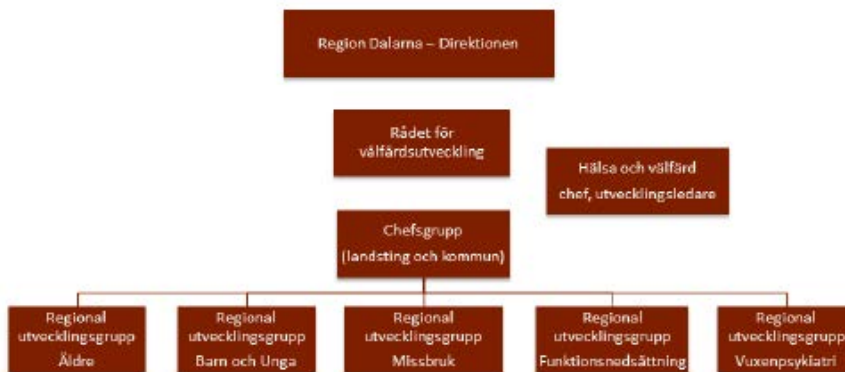 Region Dalarna – Direktionen
Rådet för
välfärdsutveckling
Hälsa och välfärd
chef, utvecklingsledare
Chefsgrupp
(landsting och kommun)
Regional
utvecklingsgrupp
Äldre
Regional
utvecklingsgrupp
Barn och Unga
Regional
utvecklingsgrupp
Missbruk
Regional
utvecklingsgrupp
Funktionsnedsättning
Regional
utvecklingsgrupp
Vuxenpsykiatri